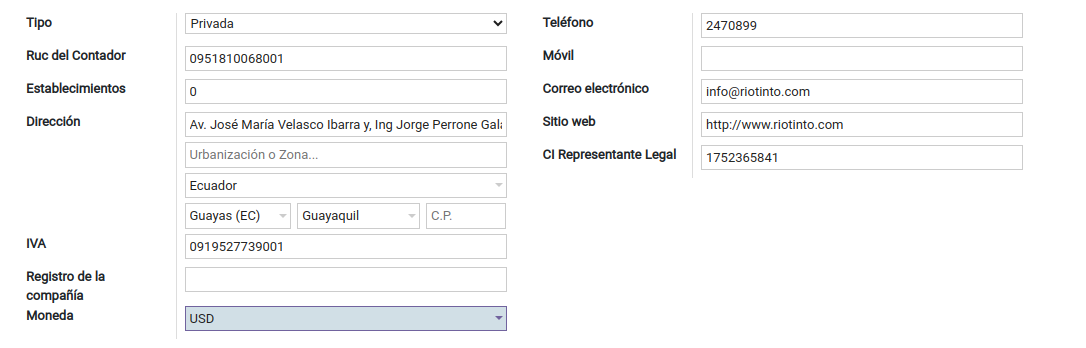 Tipo
Privada
Ruc del Contador
0951810068001
Establecimientos
0
Dirección
Av. José María Velasco Ibarra y, Ing Jorge Perrone Gala
Urbanización o Zona...
Ecuador
Guayas (EC)
Guayaquil
C.P.
IVA
0919527739001
Registro de la
compañía
Moneda
USD
Teléfono
2470899
Móvil
Correo electrónico
info@riotinto.com
Sitio web
http://www.riotinto.com
CI Representante Legal
1752365841